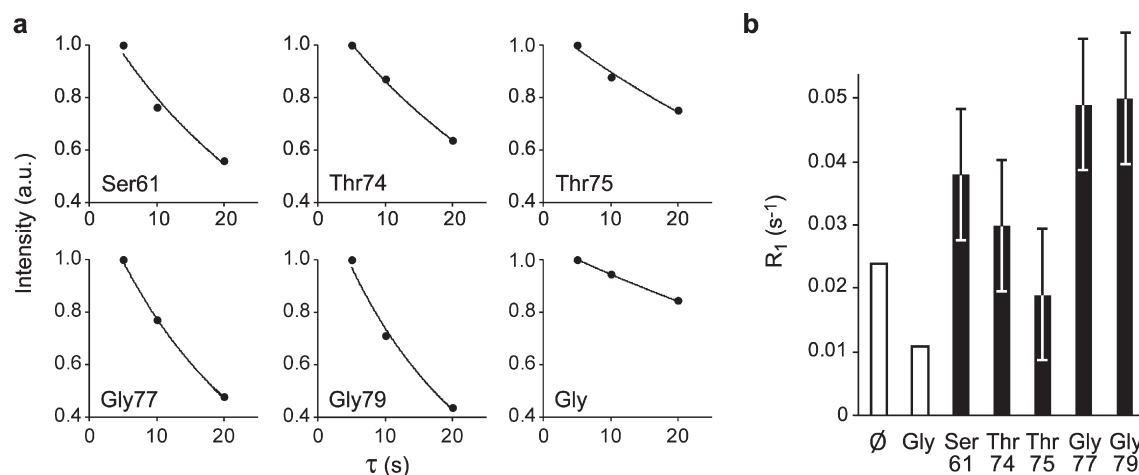 a
b
Intensity (a.u.)
1.0 0.8 0.6 0.4
Ser61
0 10 20
1.0 0.8 0.6 0.4
Thr74
0 10 20
1.0 0.8 0.6 0.4
Thr75
0 10 20
1.0 0.8 0.6 0.4
Gly77
0 10 20
1.0 0.8 0.6 0.4
Gly79
0 10 20
1.0 0.8 0.6 0.4
Gly
0 10 20
τ (s)
R₁ (s⁻¹)
0.05
0.04
0.03
0.02
0.01
0
Ø Gly Ser Thr Thr Gly Gly
61 74 75 77 79